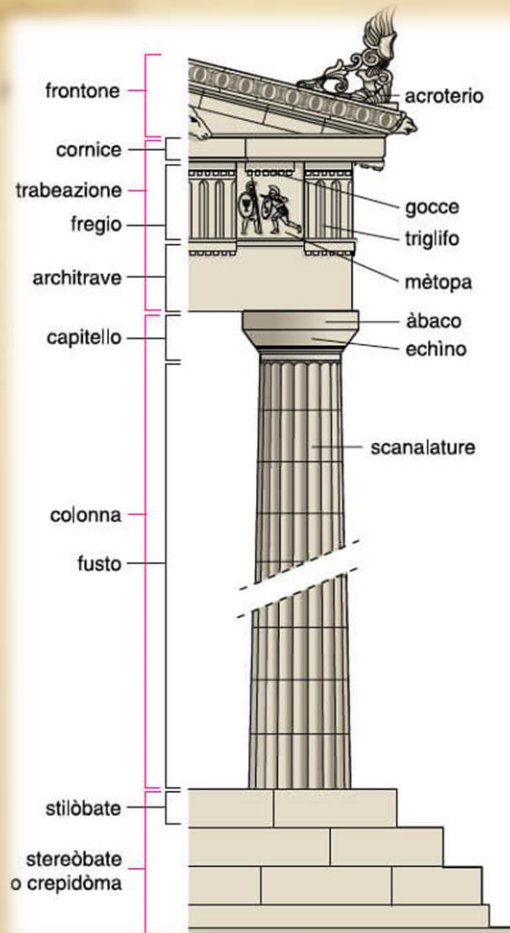 frontone
cornice
trabeazione
fregio
architrave
capitello
colonna
fusto
stilòbate
stereòbate
o crepidòma
acroterio
gocce
triglifo
mètopa
àbaco
echìno
scanalature